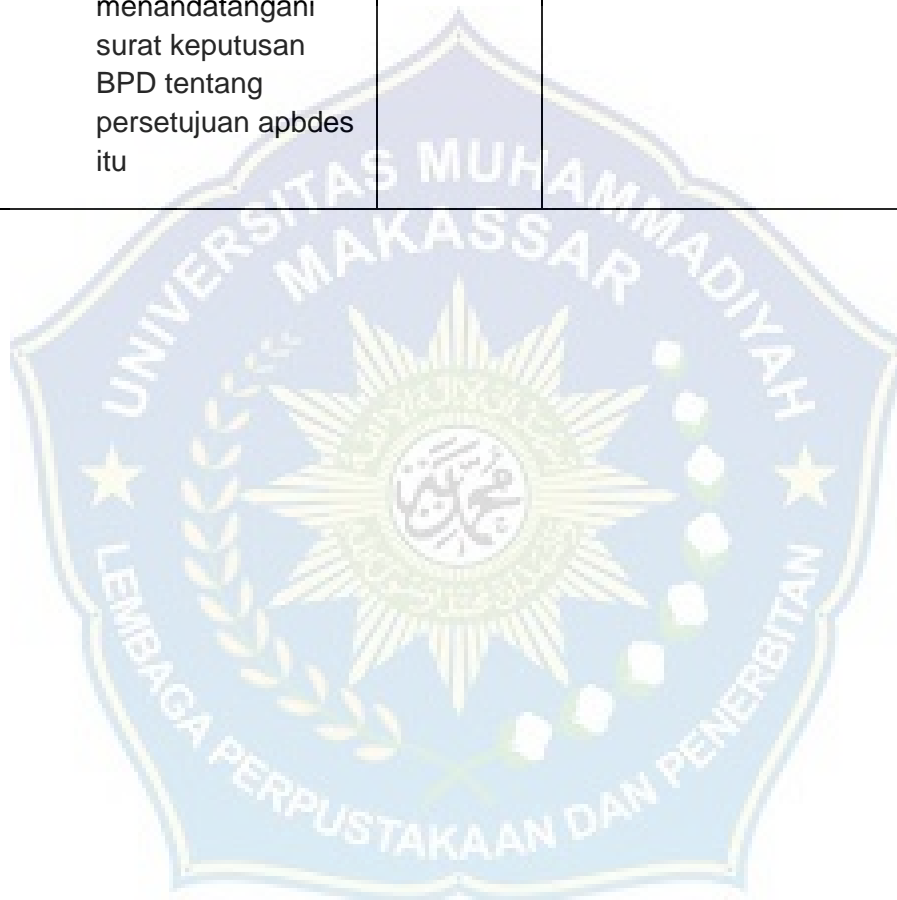 menandatangani
surat keputusan
BPD tentang
persetujuan apbdes
itu
UNIVERSITAS MUHAMMADIYAH
MAKASSAR
LEMBAGA PERPUSTAKAAN DAN PENERBITAN